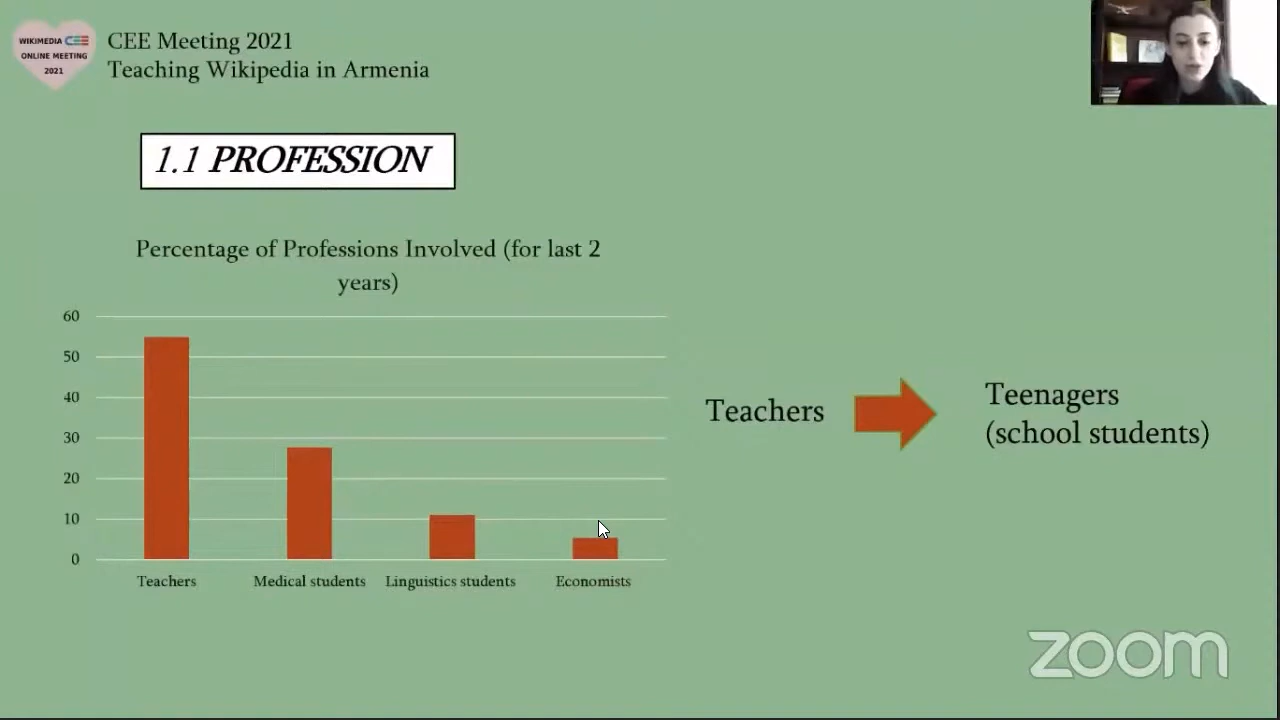 WIKIMEDIA CEE
ONLINE MEETING
2021
CEE Meeting 2021
Teaching Wikipedia in Armenia
1.1 PROFESSION
Percentage of Professions Involved (for last 2
years)
60
50
40
30
20
10
0
Teachers
Medical students
Linguistics students
Economists
Teachers
Teenagers
(school students)
zoom